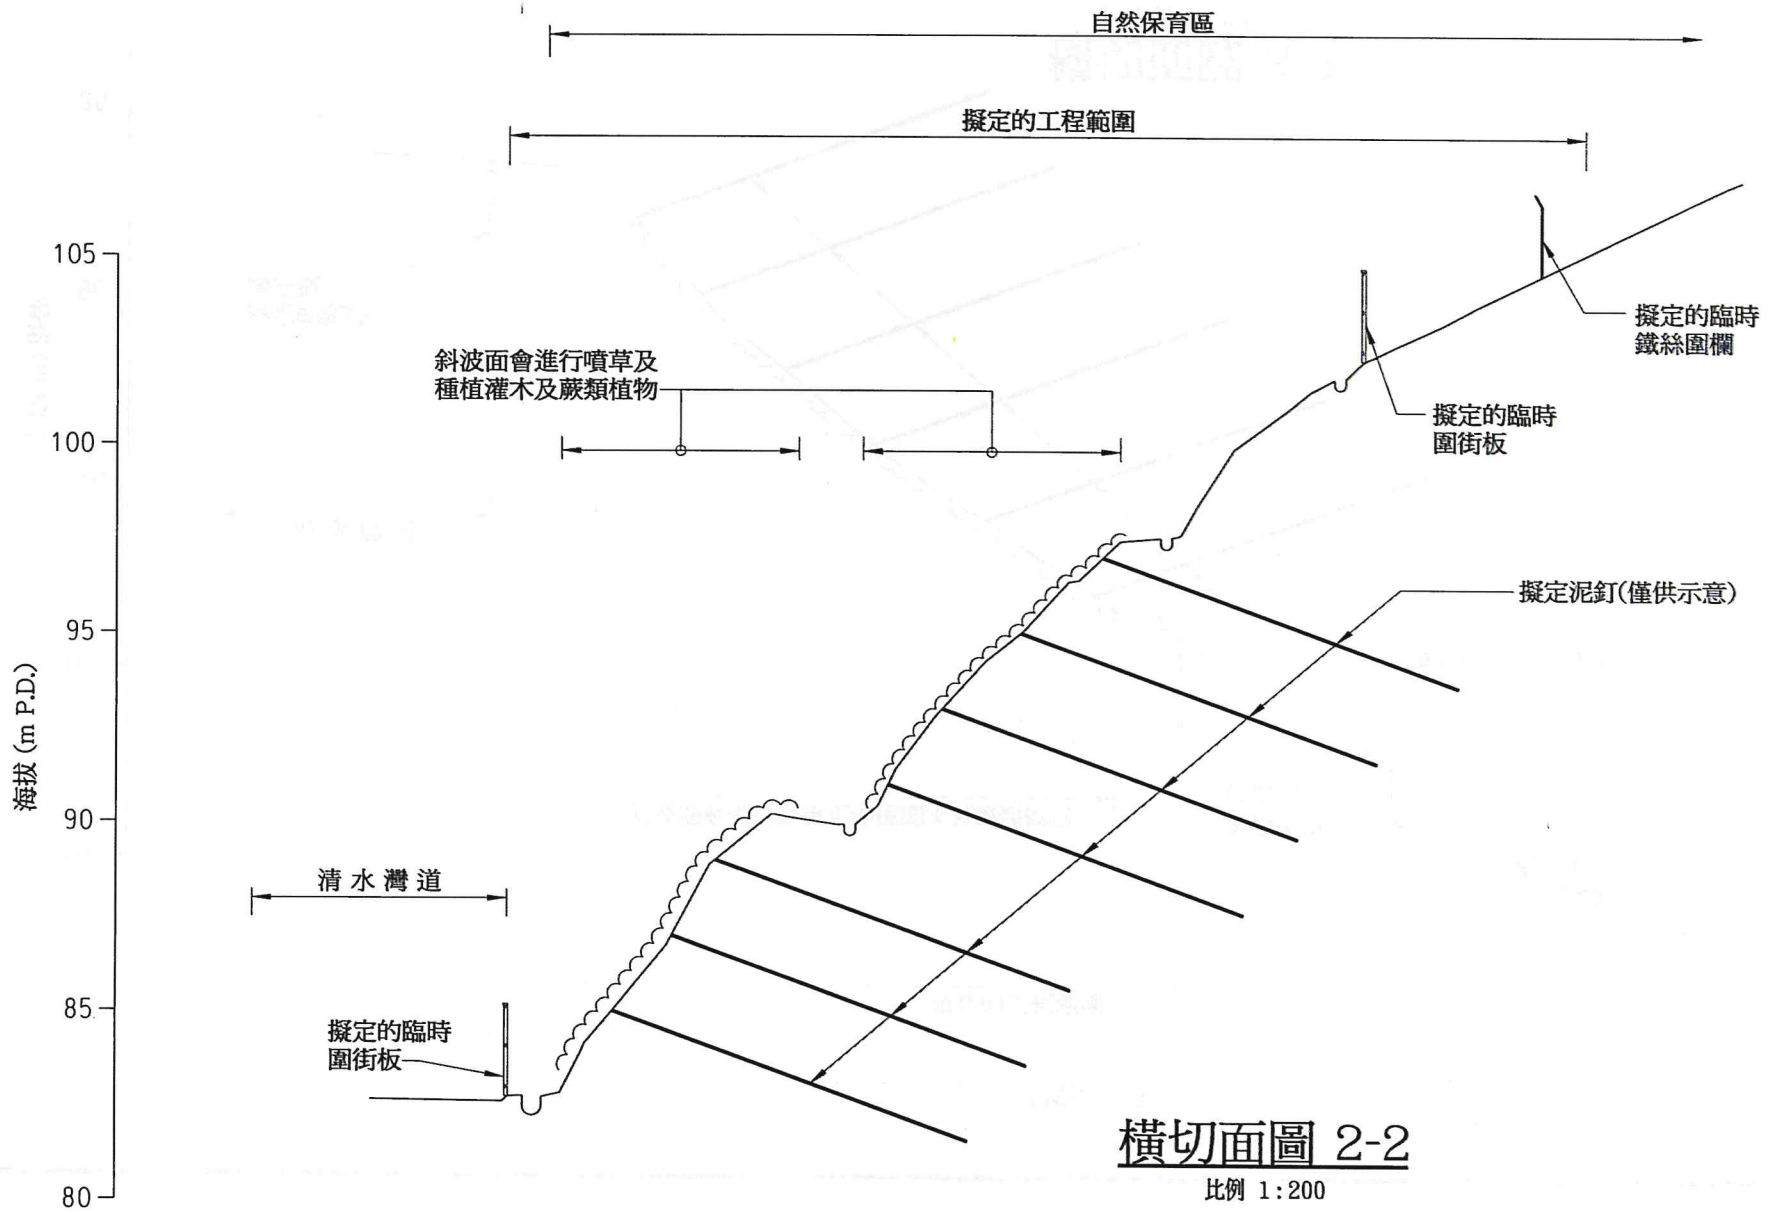 自然保育區
擬定的工程範圍
105
100
95
90
85
80
海拔 (m P.D.)
斜波面會進行噴草及
種植灌木及蕨類植物
擬定的臨時
鐵絲圍欄
擬定的臨時
圍街板
擬定泥釘(僅供示意)
清水灣道
擬定的臨時
圍街板
橫切面圖 2-2
比例 1:200